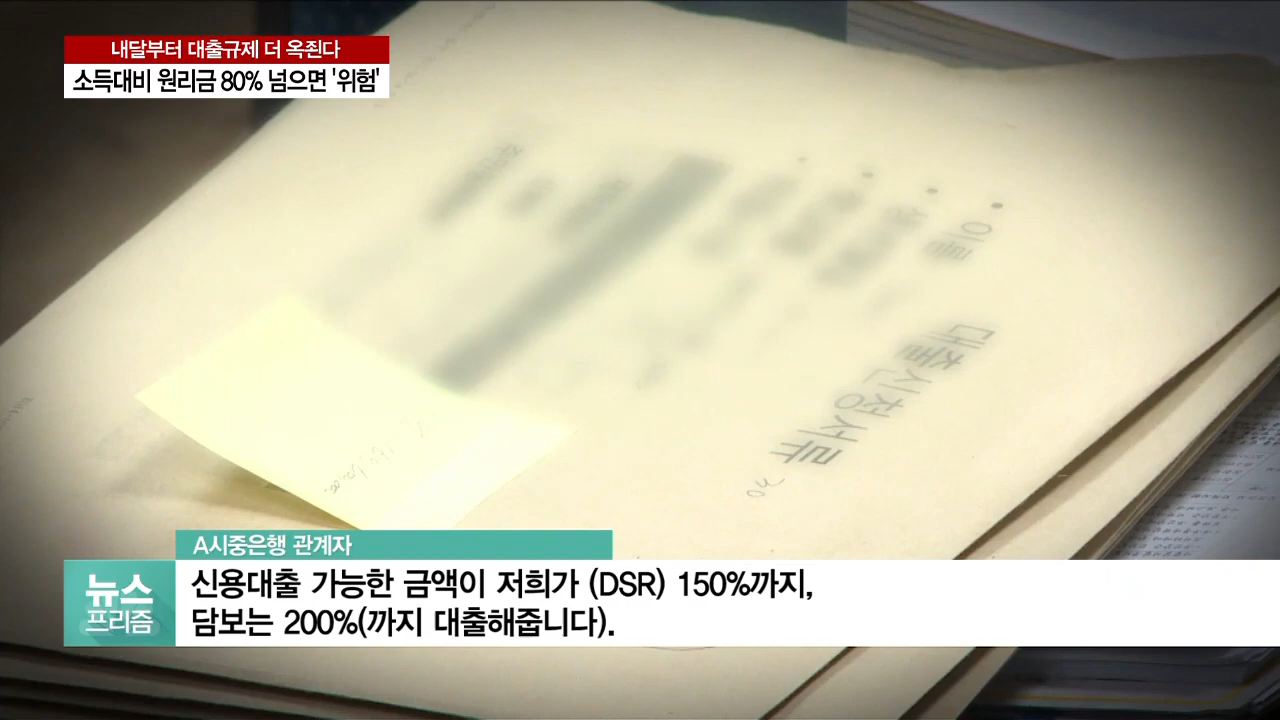 내달부터 대출규제 더 옥죈다
소득대비 원리금 80% 넘으면 '위험'
이름
대출신청서류
A시중은행 관계자
뉴스
프리즘
신용대출 가능한 금액이 저희가 (DSR) 150%까지,
담보는 200%(까지 대출해줍니다).